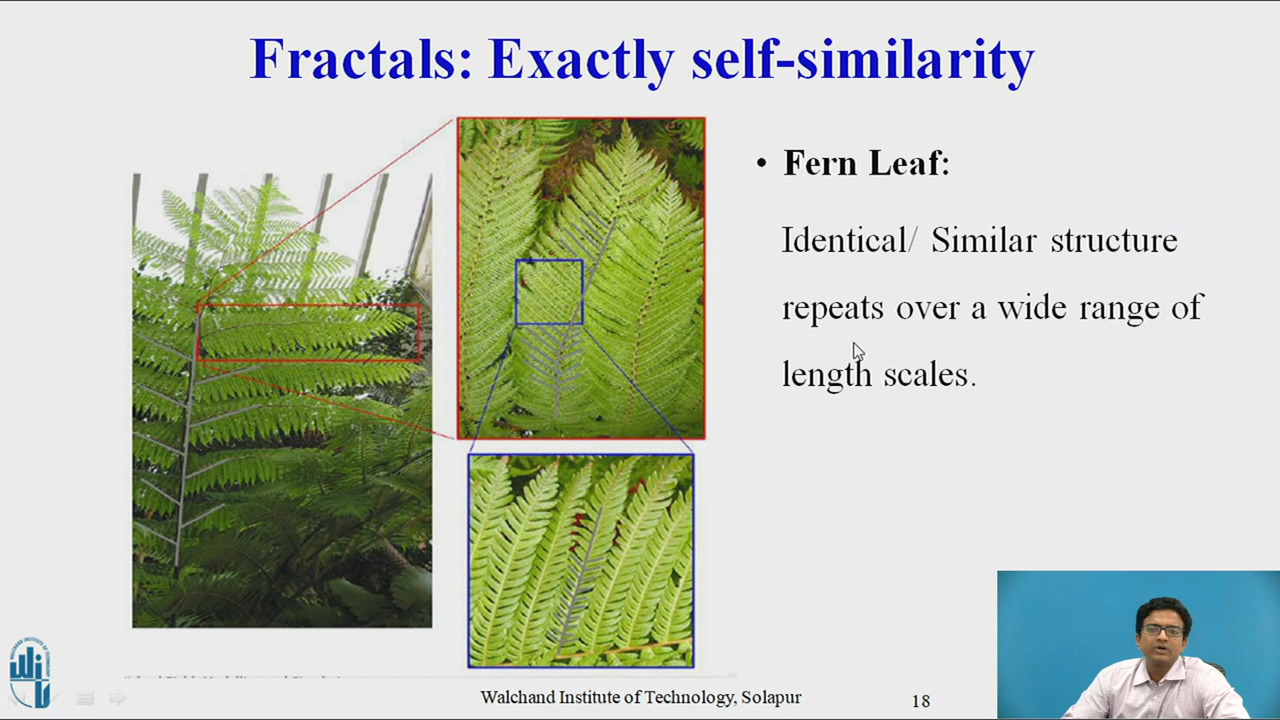 Fractals: Exactly self-similarity
• Fern Leaf:
Identical/ Similar structure
repeats over a wide range of
length scales.
Walchand Institute of Technology, Solapur
18